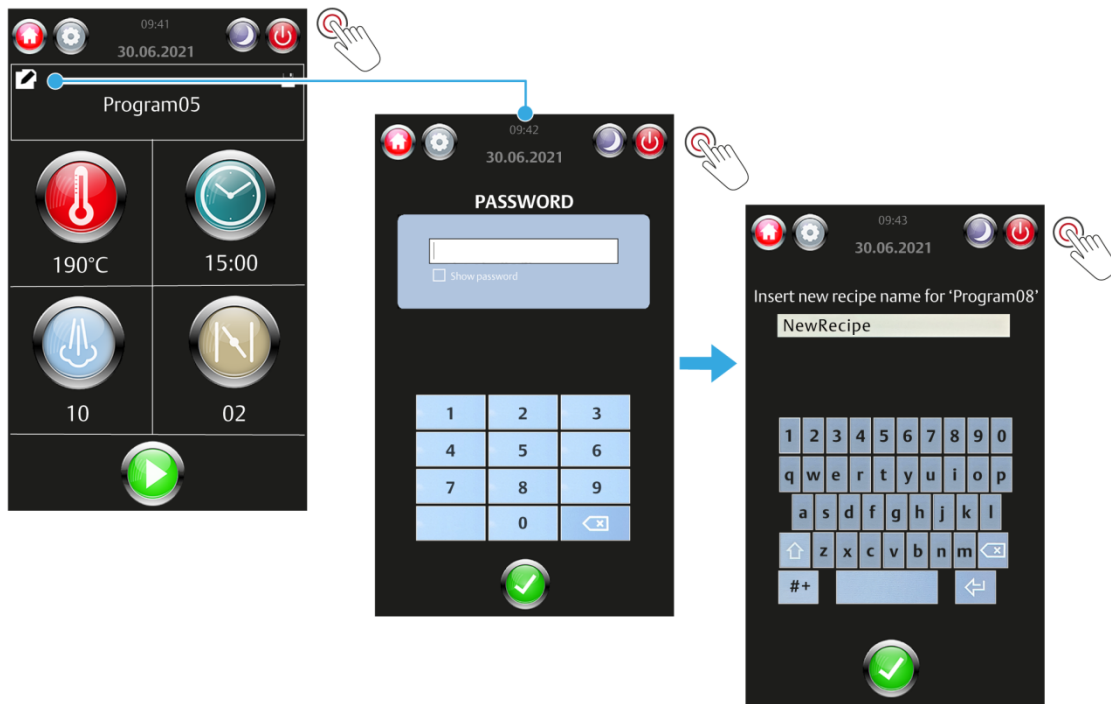 09:41
30.06.2021
Program05
190°C
15:00
10
02
09:42
30.06.2021
PASSWORD
Show password
1 2 3
4 5 6
7 8 9
0
09:43
30.06.2021
Insert new recipe name for ‘Program08’
NewRecipe
1 2 3 4 5 6 7 8 9 0
q w e r t y u i o p
a s d f g h j k l
z x c v b n m
#+